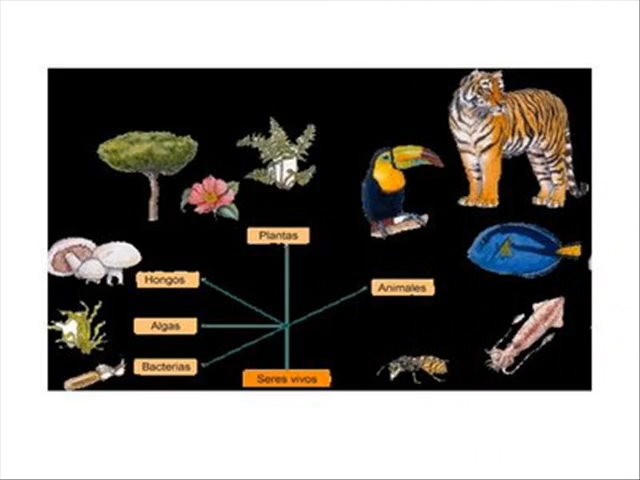 Plantas
Hongos
Animales
Algas
Bacterias
Seres vivos